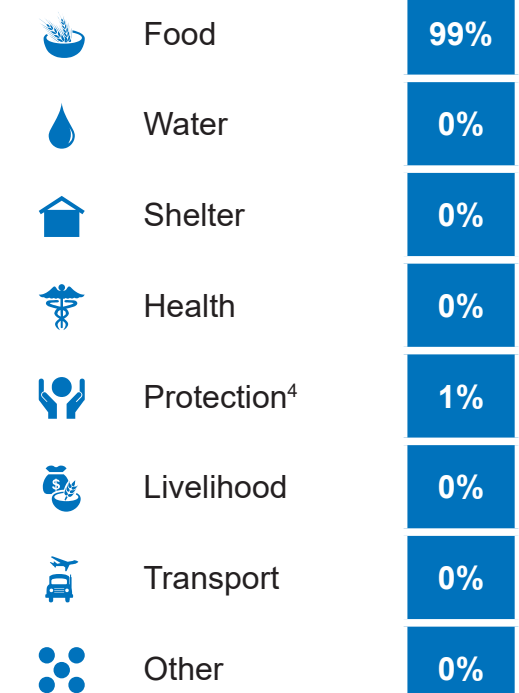 Food 99%
Water 0%
Shelter 0%
Health 0%
Protection⁴ 1%
$ Livelihood 0%
Transport 0%
Other 0%